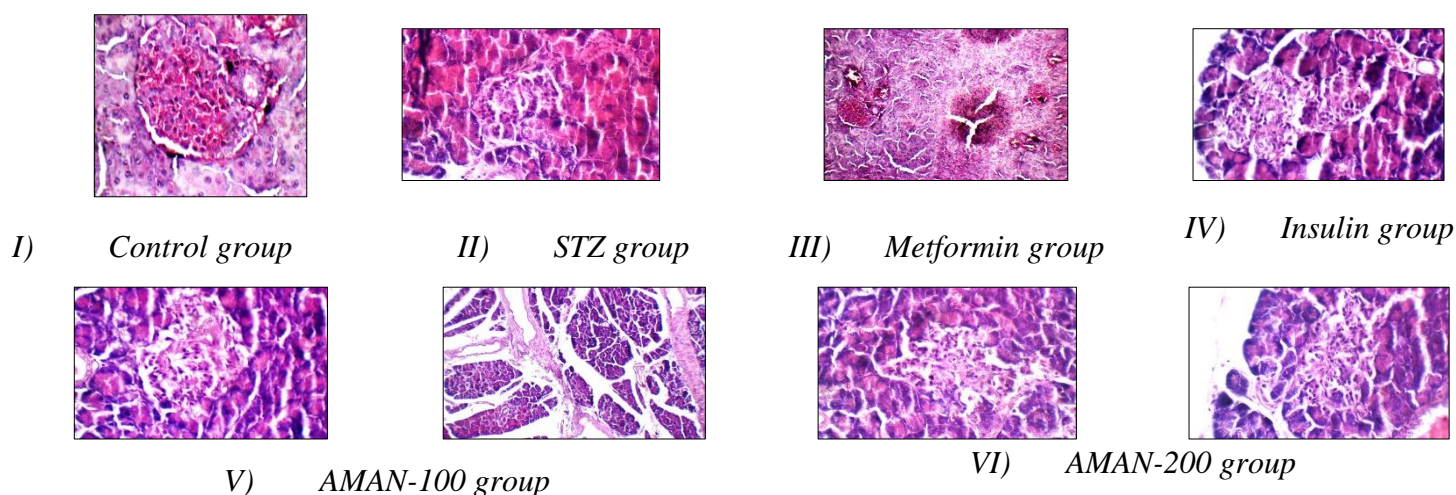 I) Control group
II) STZ group
III) Metformin group
IV) Insulin group
V) AMAN-100 group
VI) AMAN-200 group